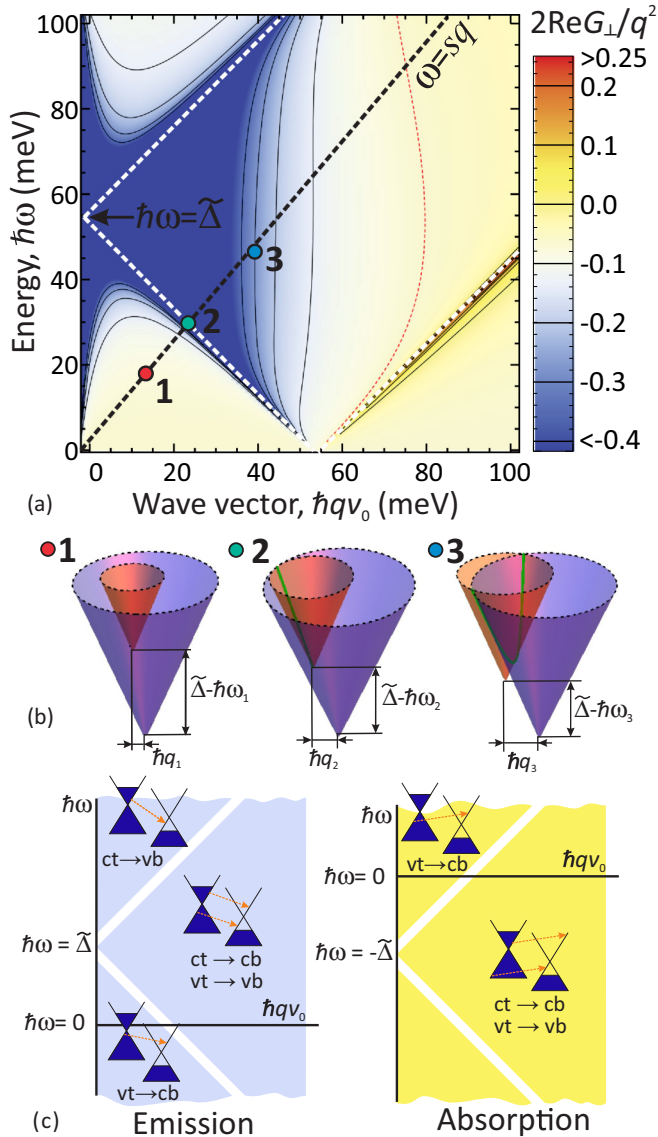 2ReG⊥/q²
100
80
60
40
20
0
Energy, ħω (meV)
ω=sq
ħω=Δ̃
1
2
3
>0.25
0.2
0.0
-0.1
-0.2
-0.3
<-0.4
0
20
40
60
80
100
(a)
Wave vector, ħqv₀ (meV)
1
2
3
Δ̃-ħω₁
Δ̃-ħω₂
Δ̃-ħω₃
(b)
ħq₁
ħq₂
ħq₃
ħω
ct→vb
ct → cb
vt → vb
ħω = Δ̃
ħω = 0
ħqv₀
vt→cb
ħω
vt→cb
ħqv₀
ħω = 0
ħω = -Δ̃
ct → cb
vt → vb
(c)
Emission
Absorption